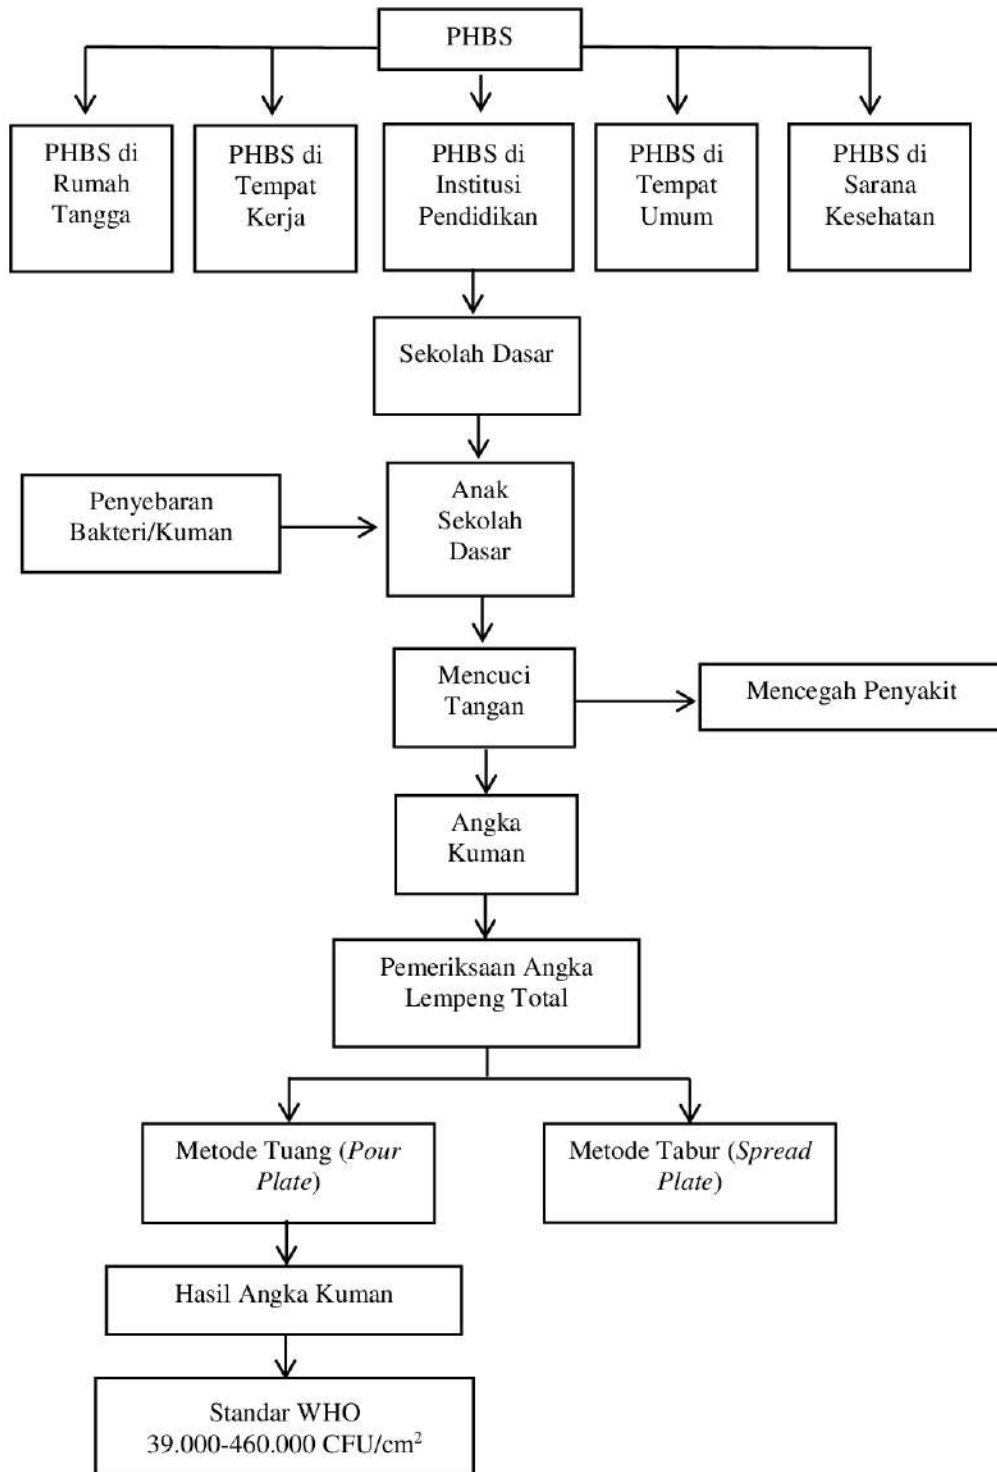 PHBS
PHBS di
Rumah
Tangga
PHBS di
Tempat
Kerja
PHBS di
Institusi
Pendidikan
PHBS di
Tempat
Umum
PHBS di
Sarana
Kesehatan
Sekolah Dasar
Penyebaran
Bakteri/Kuman
Anak
Sekolah
Dasar
Mencuci
Tangan
Mencegah Penyakit
Angka
Kuman
Pemeriksaan Angka
Lempeng Total
Metode Tuang (Pour
Plate)
Metode Tabur (Spread
Plate)
Hasil Angka Kuman
Standar WHO
39.000-460.000 CFU/cm²